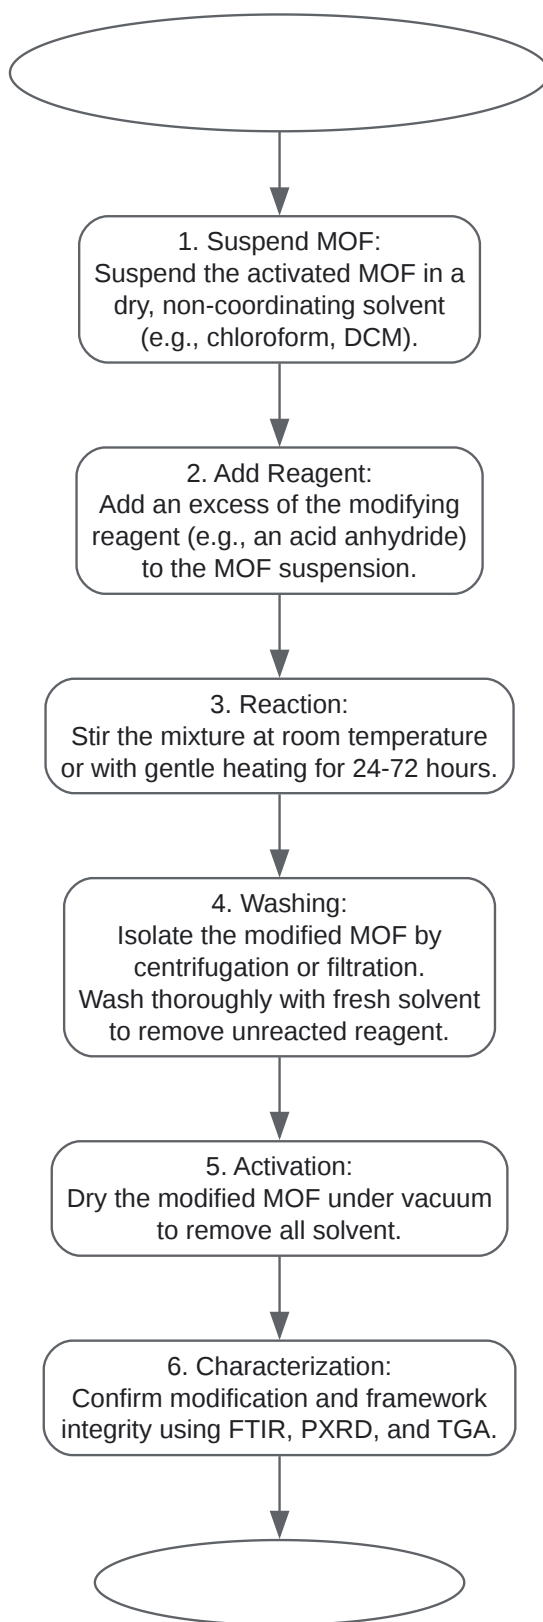 1. Suspend MOF:
Suspend the activated MOF in a
dry, non-coordinating solvent
(e.g., chloroform, DCM).
2. Add Reagent:
Add an excess of the modifying
reagent (e.g., an acid anhydride)
to the MOF suspension.
3. Reaction:
Stir the mixture at room temperature
or with gentle heating for 24-72 hours.
4. Washing:
Isolate the modified MOF by
centrifugation or filtration.
Wash thoroughly with fresh solvent
to remove unreacted reagent.
5. Activation:
Dry the modified MOF under vacuum
to remove all solvent.
6. Characterization:
Confirm modification and framework
integrity using FTIR, PXRD, and TGA.